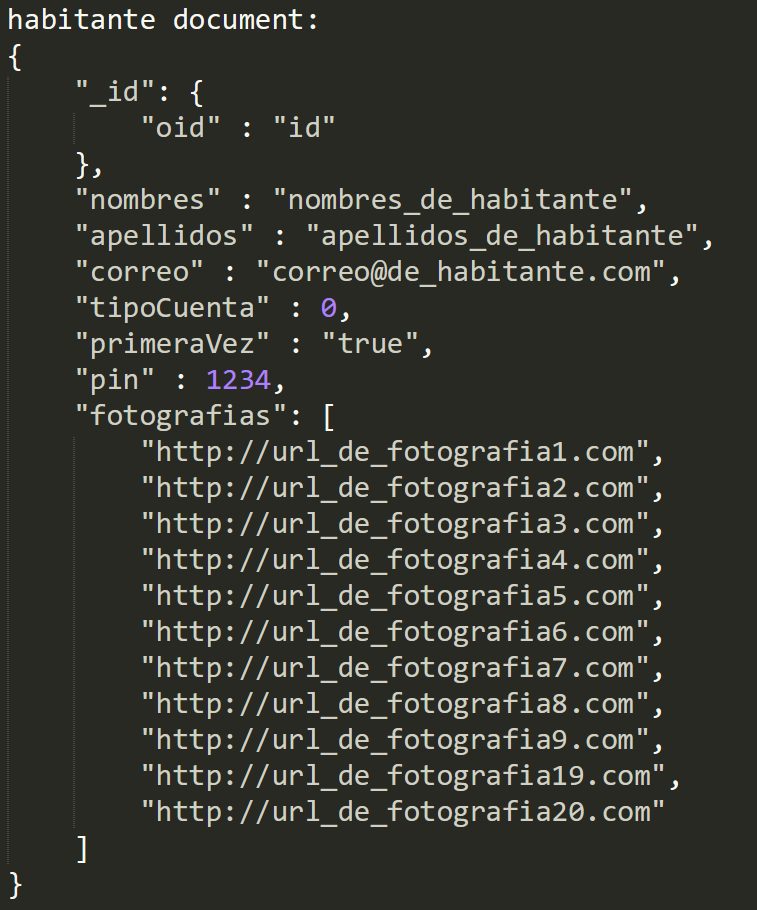 habitante document:
{
    "_id": {
        "oid" : "id"
    },
    "nombres" : "nombres_de_habitante",
    "apellidos" : "apellidos_de_habitante",
    "correo" : "correo@de_habitante.com",
    "tipoCuenta" : 0,
    "primeraVez" : "true",
    "pin" : 1234,
    "fotografias": [
        "http://url_de_fotografia1.com",
        "http://url_de_fotografia2.com",
        "http://url_de_fotografia3.com",
        "http://url_de_fotografia4.com",
        "http://url_de_fotografia5.com",
        "http://url_de_fotografia6.com",
        "http://url_de_fotografia7.com",
        "http://url_de_fotografia8.com",
        "http://url_de_fotografia9.com",
        "http://url_de_fotografia19.com",
        "http://url_de_fotografia20.com"
    ]
}